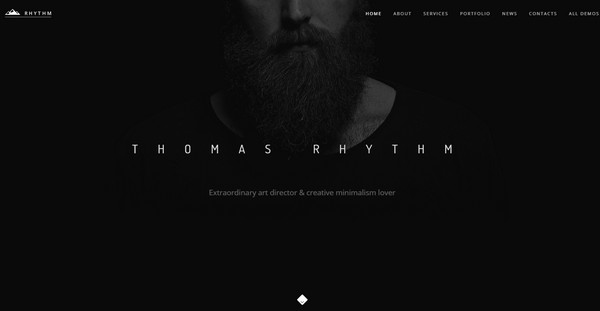 RHYTHM
HOME ABOUT SERVICES PORTFOLIO NEWS CONTACTS ALL DEMOS
THOMAS RHYTHM
Extraordinary art director & creative minimalism lover